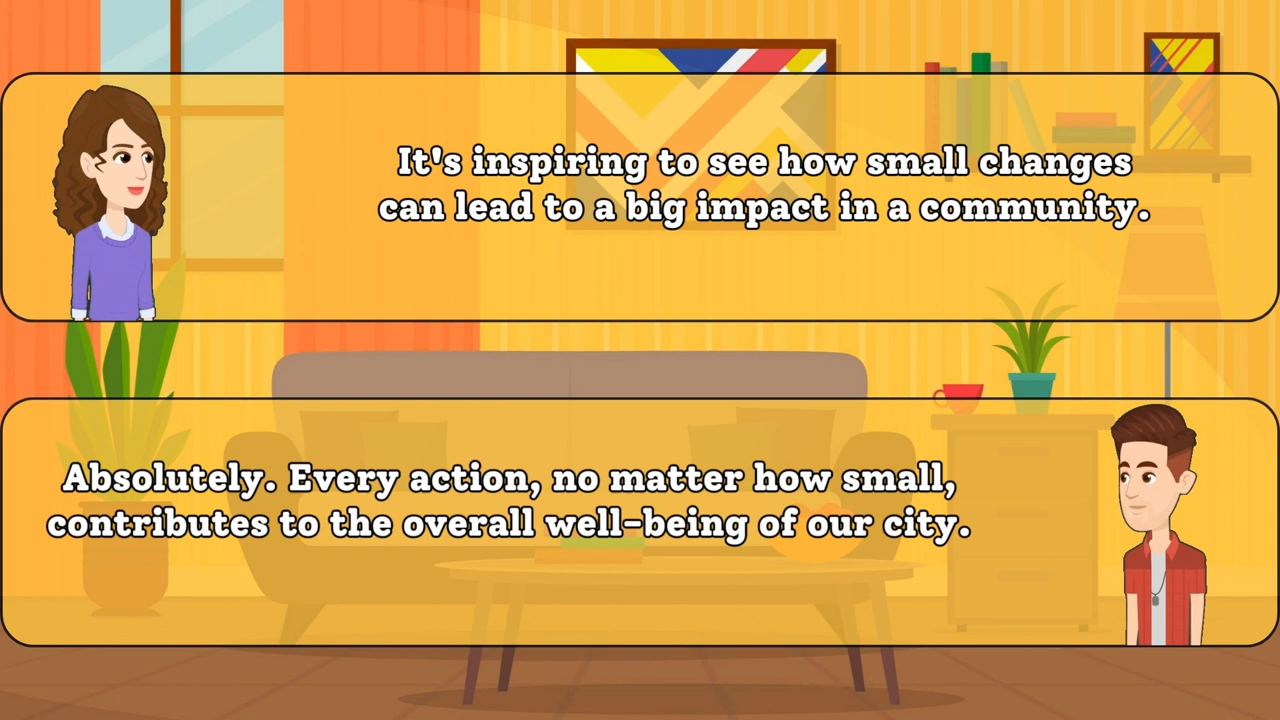 It's inspiring to see how small changes
can lead to a big impact in a community.
Absolutely. Every action, no matter how small,
contributes to the overall well-being of our city.